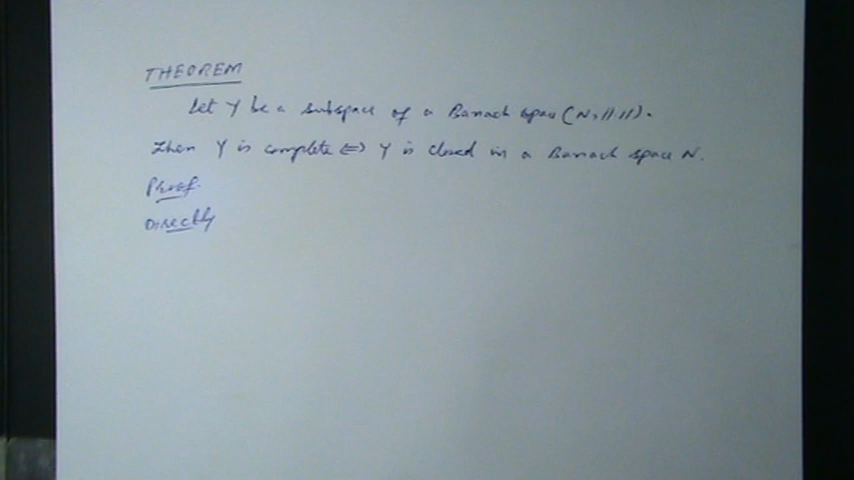 THEOREM
Let Y be a subspace of a Banach space (N, || ||).
Then Y is complete ⇔ Y is closed in a Banach space N.
Proof.
Directly